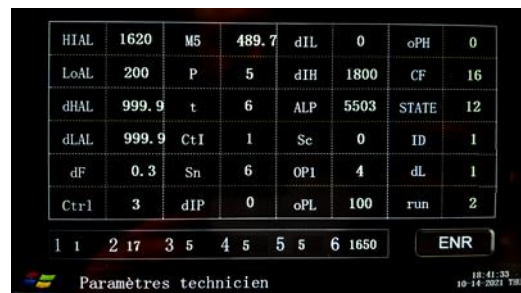 HIAL 1620 M5 489.7 dIL 0 oPH 0
LoAL 200 P 5 dIH 1800 CF 16
dHAL 999.9 t 6 ALP 5503 STATE 12
dLAL 999.9 CtI 1 Sc 0 ID 1
dF 0.3 Sn 6 OP1 4 dL 1
Ctrl 3 dIP 0 oPL 100 run 2
1 1 2 17 3 5 4 5 5 5 6 1650 ENR
Paramètres technicien
18:41:33
10-14-2021 THU